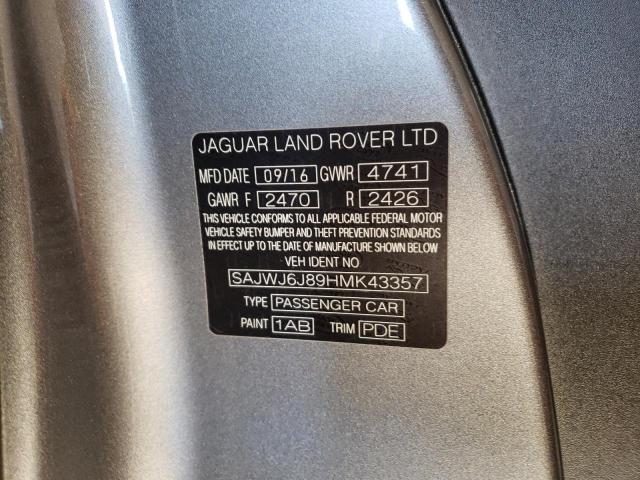 JAGUAR LAND ROVER LTD
MFD DATE 09/16 GVWR 4741
GAWR F 2470 R 2426
THIS VEHICLE CONFORMS TO ALL APPLICABLE FEDERAL MOTOR
VEHICLE SAFETY BUMPER AND THEFT PREVENTION STANDARDS
IN EFFECT UP TO THE DATE OF MANUFACTURE SHOWN BELOW
VEH IDENT NO
SAJWJ6J89HMK43357
TYPE PASSENGER CAR
PAINT 1AB TRIM PDE